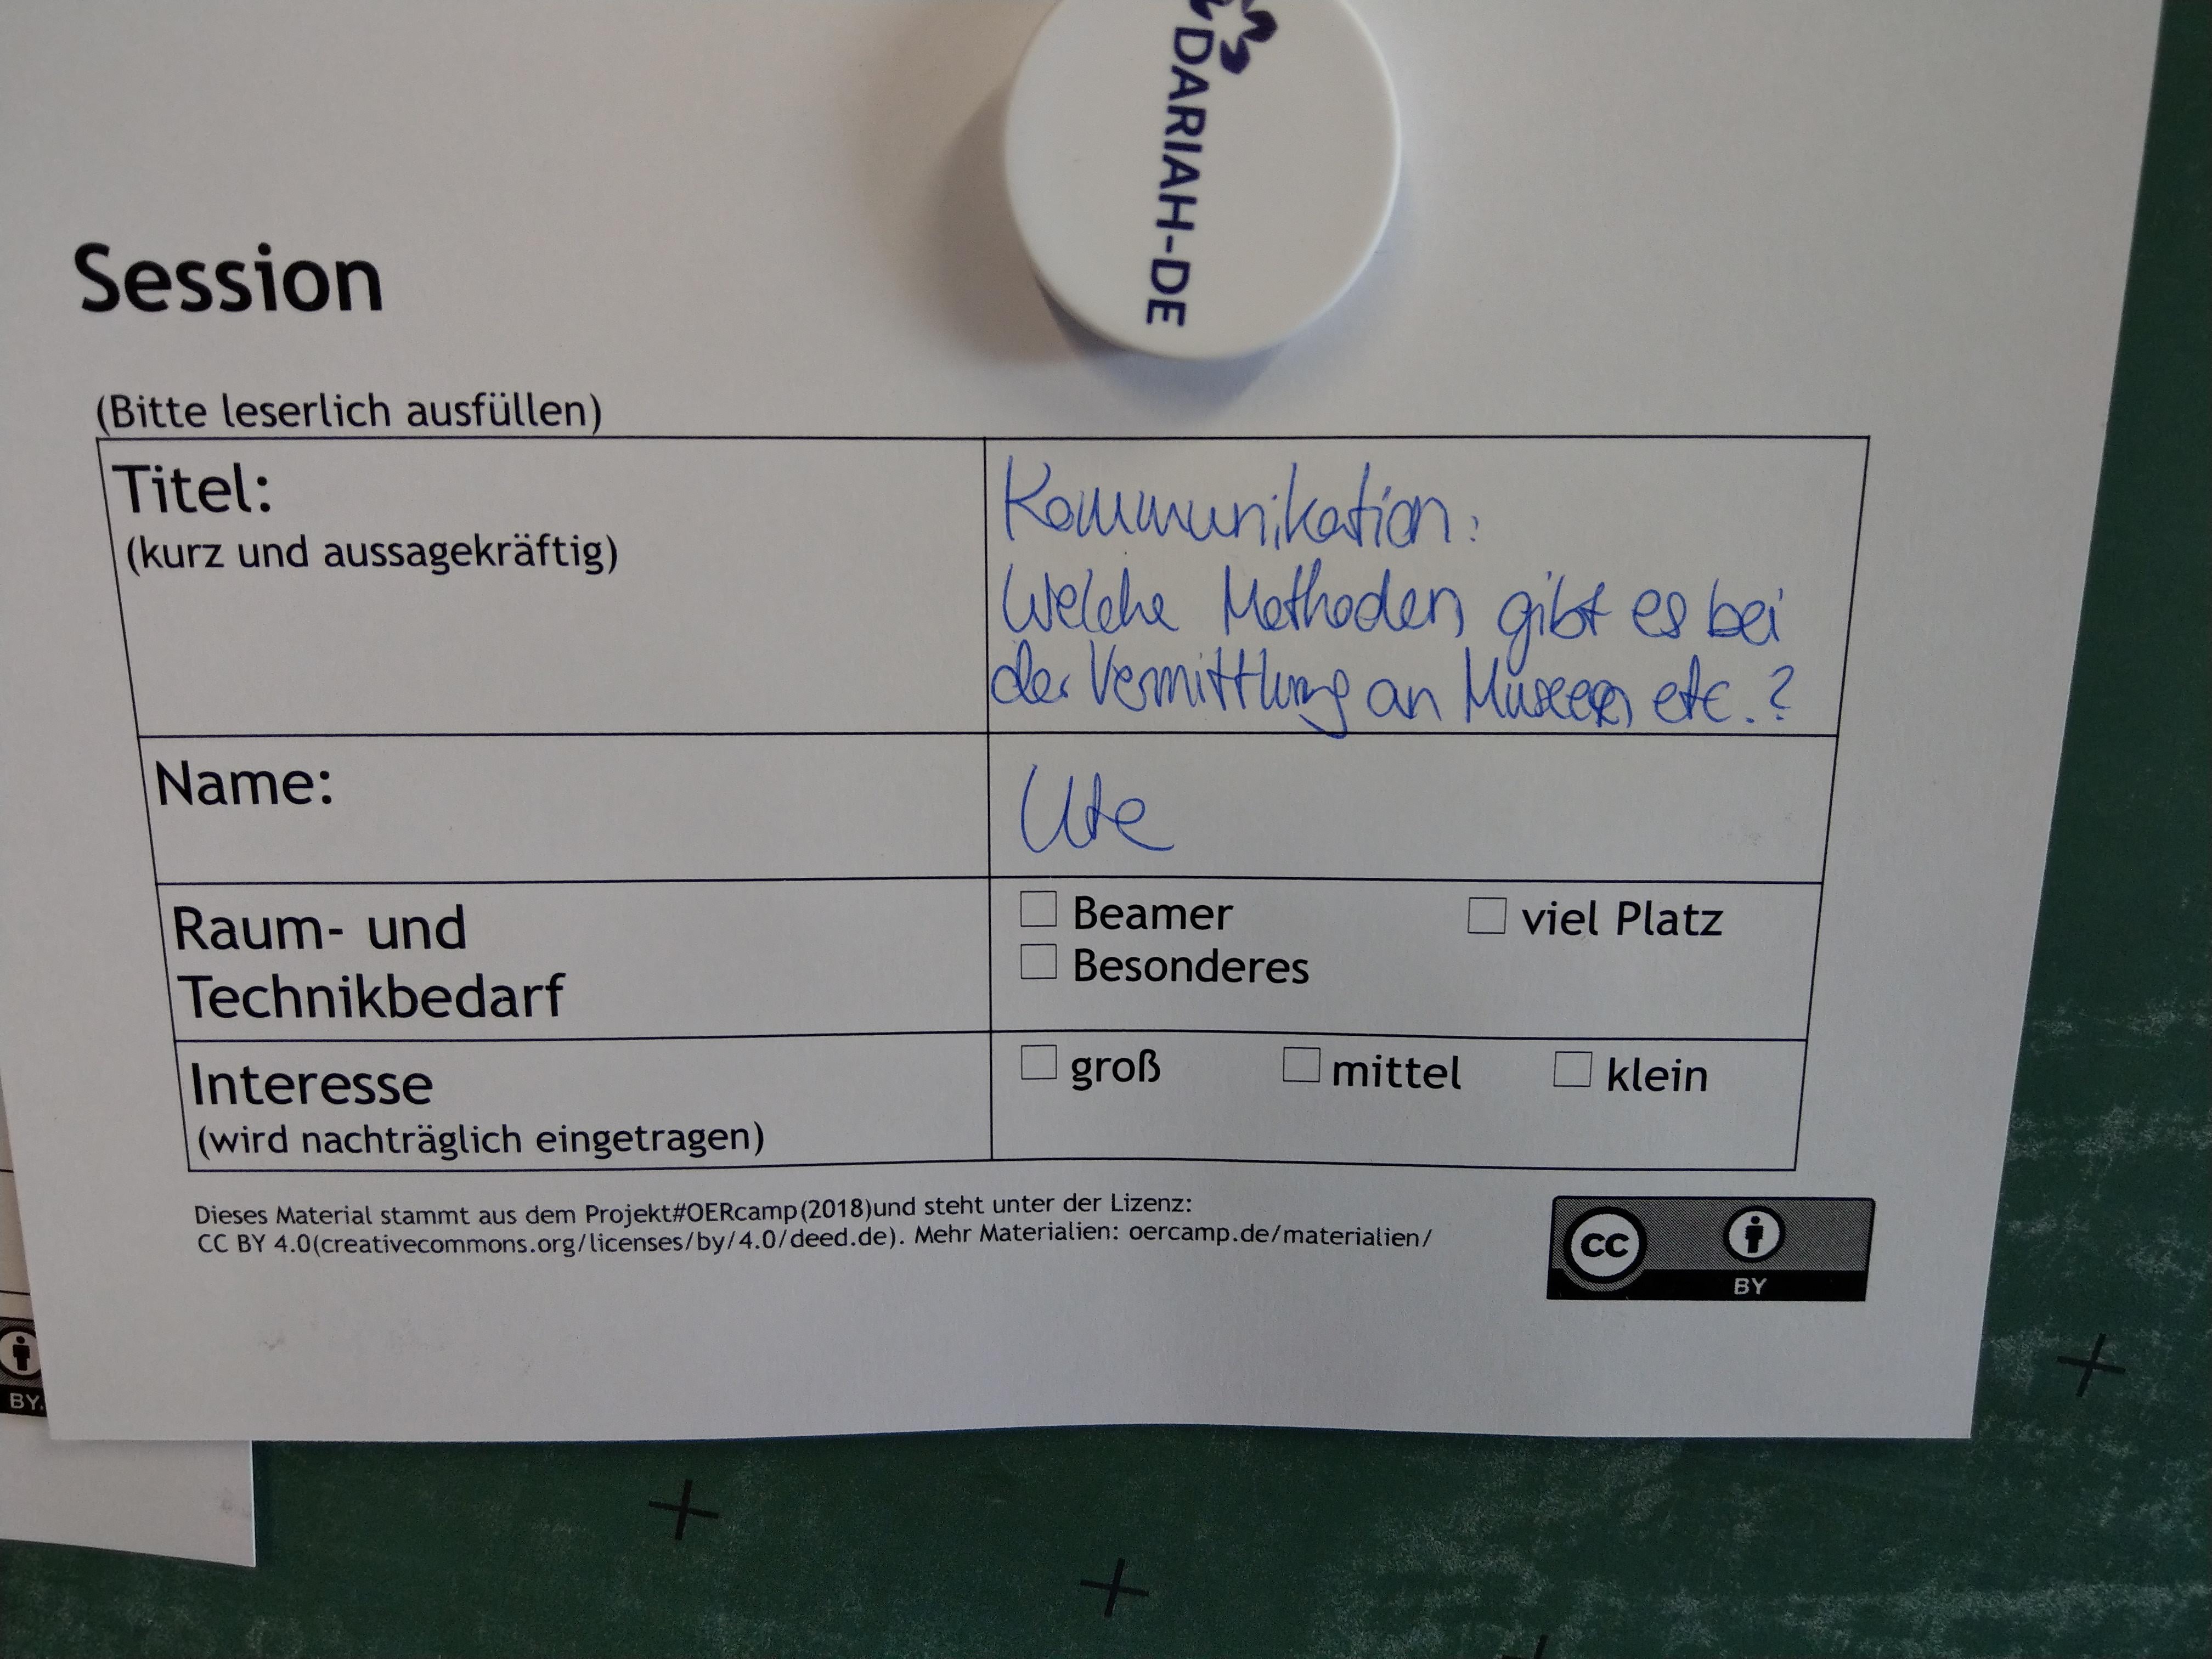 DARIAH-DE
Session
(Bitte leserlich ausfüllen)
Titel:
(kurz und aussagekräftig)
Kommunikation:
Welche Methoden gibt es bei
der Vermittlung an Museen etc.?
Name:
Ute
Raum- und
Technikbedarf
Beamer viel Platz
Besonderes
Interesse
(wird nachträglich eingetragen)
groß mittel klein
Dieses Material stammt aus dem Projekt#OERcamp(2018)und steht unter der Lizenz:
CC BY 4.0(creativecommons.org/licenses/by/4.0/deed.de). Mehr Materialien: oercamp.de/materialien/
cc
BY
BY